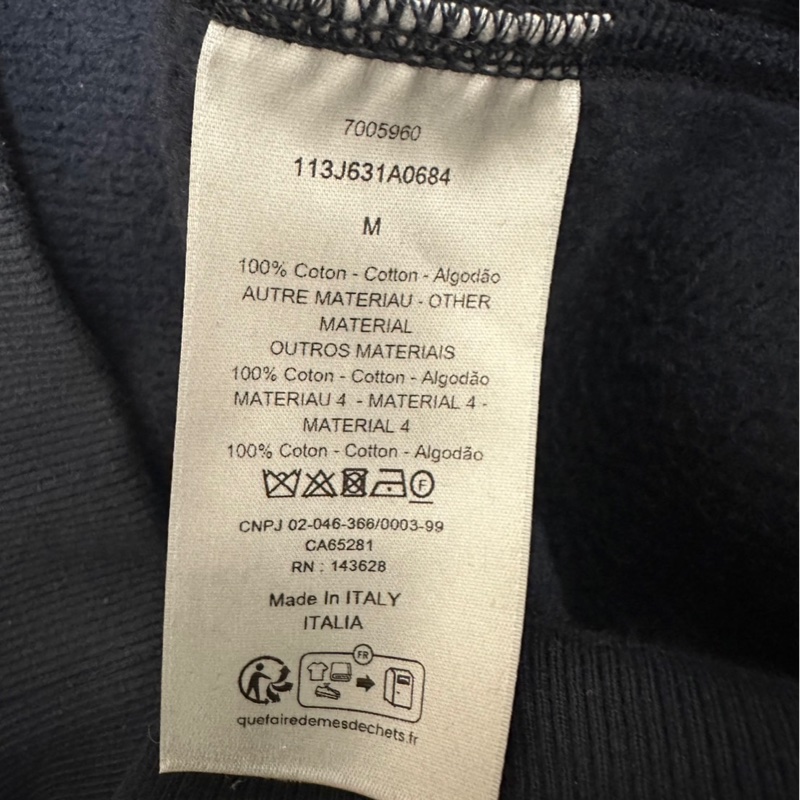 7005960
113J631A0684
M
100% Coton - Cotton - Algodão
AUTRE MATERIAU - OTHER
MATERIAL
OUTROS MATERIAIS
100% Coton - Cotton - Algodão
MATERIAU 4 - MATERIAL 4 -
MATERIAL 4
100% Coton - Cotton - Algodão
F
CNPJ 02-046-366/0003-99
CA65281
RN : 143628
Made In ITALY
ITALIA
FR
quefairedemesdechets.fr